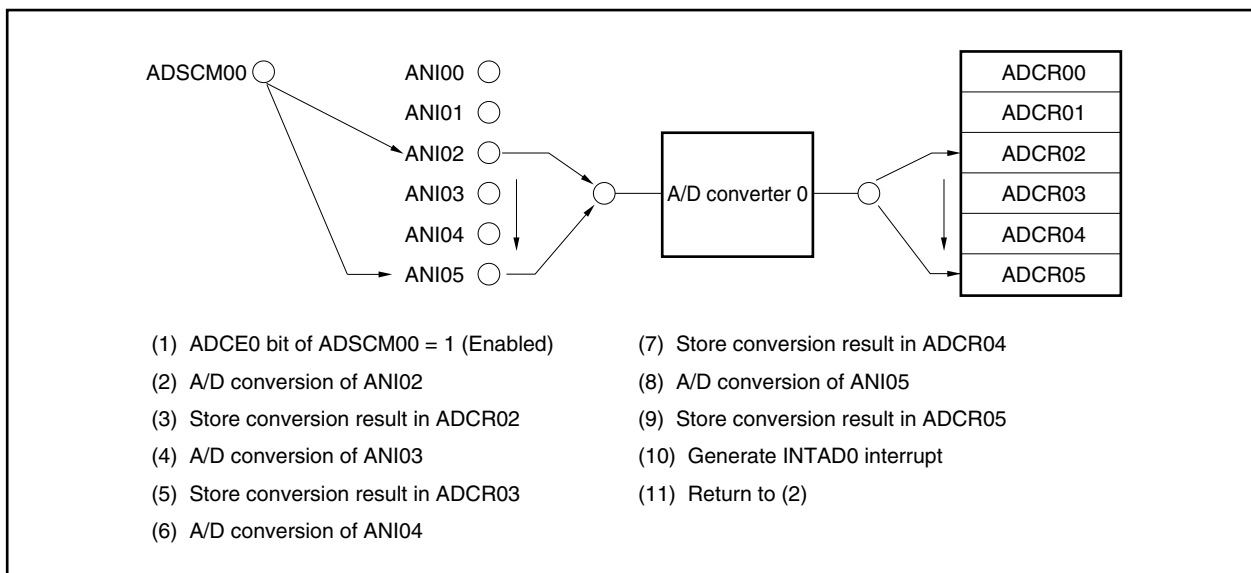 ADSCM00
ANI00
ANI01
ANI02
ANI03
ANI04
ANI05
A/D converter 0
ADCR00
ADCR01
ADCR02
ADCR03
ADCR04
ADCR05
(1) ADCE0 bit of ADSCM00 = 1 (Enabled)
(2) A/D conversion of ANI02
(3) Store conversion result in ADCR02
(4) A/D conversion of ANI03
(5) Store conversion result in ADCR03
(6) A/D conversion of ANI04
(7) Store conversion result in ADCR04
(8) A/D conversion of ANI05
(9) Store conversion result in ADCR05
(10) Generate INTAD0 interrupt
(11) Return to (2)